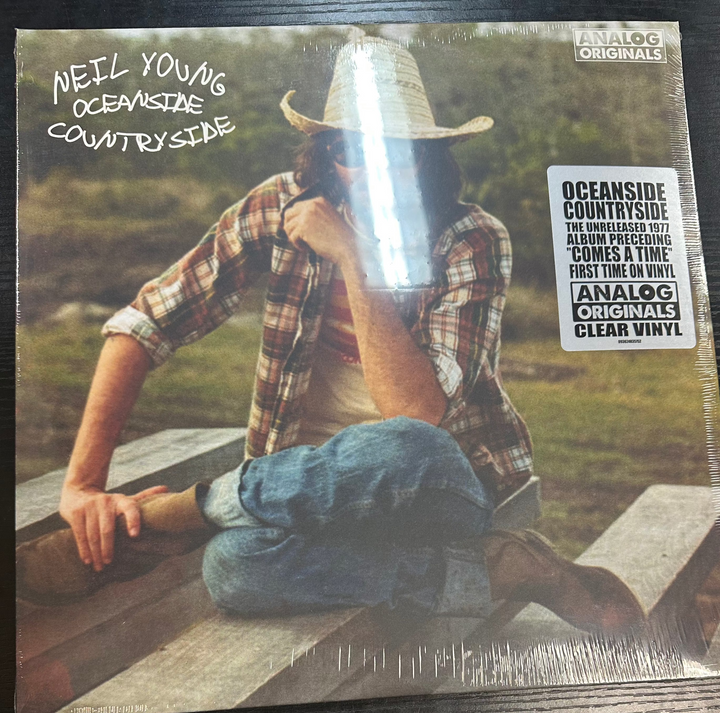 NEIL YOUNG
OCEANSIDE
COUNTRYSIDE
ANALOG
ORIGINALS
OCEANSIDE
COUNTRYSIDE
THE UNRELEASED 1977
ALBUM PRECEDING
"COMES A TIME"
FIRST TIME ON VINYL
ANALOG
ORIGINALS
CLEAR VINYL